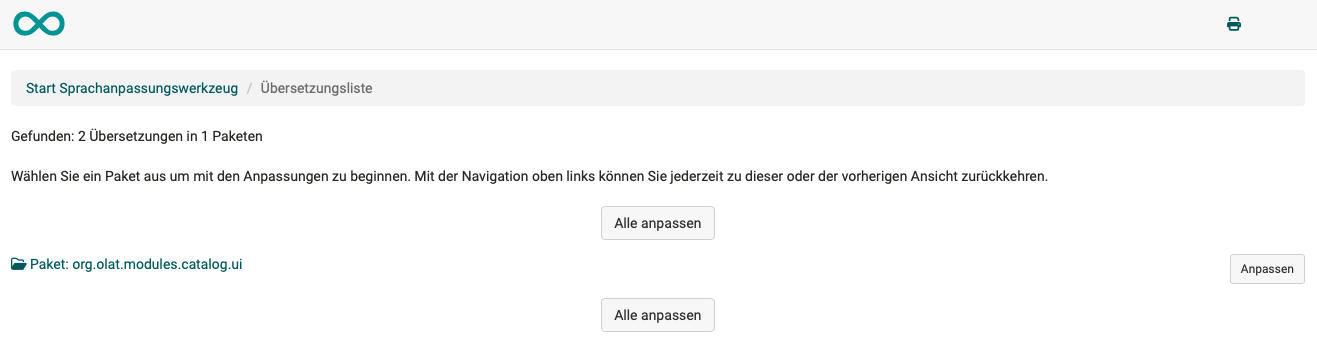 Start Sprachanpassungswerkzeug / Übersetzungsliste
Gefunden: 2 Übersetzungen in 1 Paketen
Wählen Sie ein Paket aus um mit den Anpassungen zu beginnen. Mit der Navigation oben links können Sie jederzeit zu dieser oder der vorherigen Ansicht zurückkehren.
Alle anpassen
Paket: org.olat.modules.catalog.ui
Anpassen
Alle anpassen